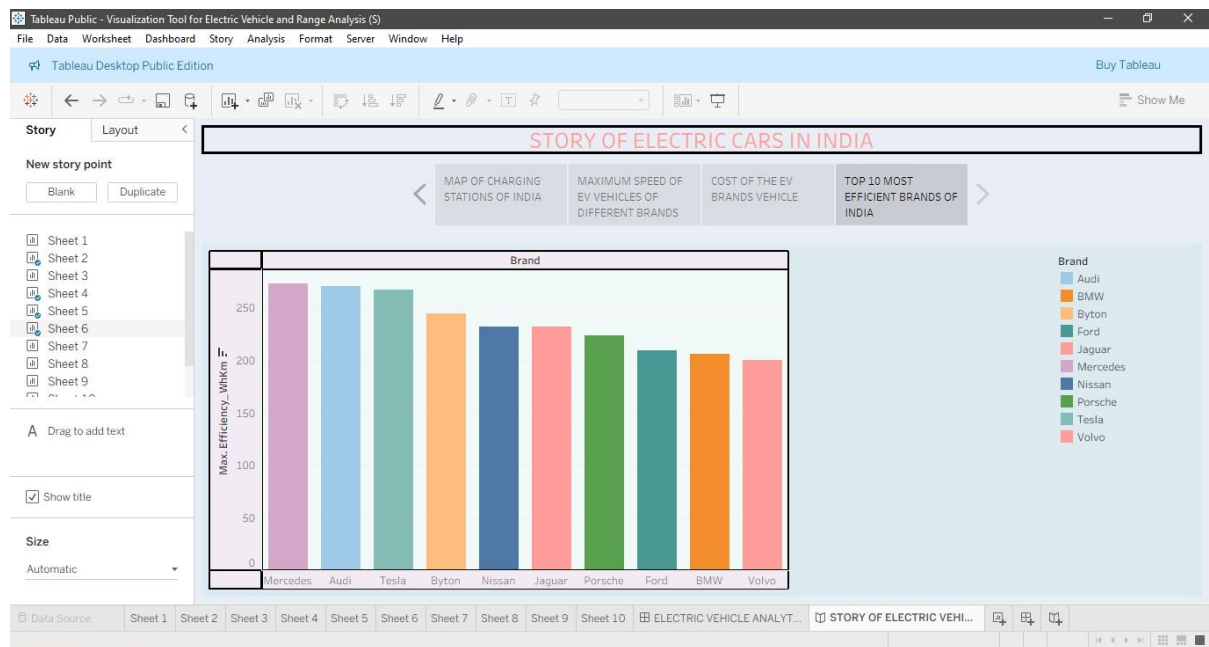 Tableau Public - Visualization Tool for Electric Vehicle and Range Analysis (S)
File Data Worksheet Dashboard Story Analysis Format Server Window Help
Tableau Desktop Public Edition
Buy Tableau
Show Me
Story Layout
New story point
Blank Duplicate
Sheet 1
Sheet 2
Sheet 3
Sheet 4
Sheet 5
Sheet 6
Sheet 7
Sheet 8
Sheet 9
A Drag to add text
Show title
Size
Automatic
STORY OF ELECTRIC CARS IN INDIA
MAP OF CHARGING
STATIONS OF INDIA
MAXIMUM SPEED OF
EV VEHICLES OF
DIFFERENT BRANDS
COST OF THE EV
BRANDS VEHICLE
TOP 10 MOST
EFFICIENT BRANDS OF
INDIA
Brand
Max. Efficiency_WhKm
250
200
150
100
50
0
Mercedes Audi Tesla Byton Nissan Jaguar Porsche Ford BMW Volvo
Brand
Audi
BMW
Byton
Ford
Jaguar
Mercedes
Nissan
Porsche
Tesla
Volvo
Data Source Sheet 1 Sheet 2 Sheet 3 Sheet 4 Sheet 5 Sheet 6 Sheet 7 Sheet 8 Sheet 9 Sheet 10 ELECTRIC VEHICLE ANALYT... STORY OF ELECTRIC VEHI...